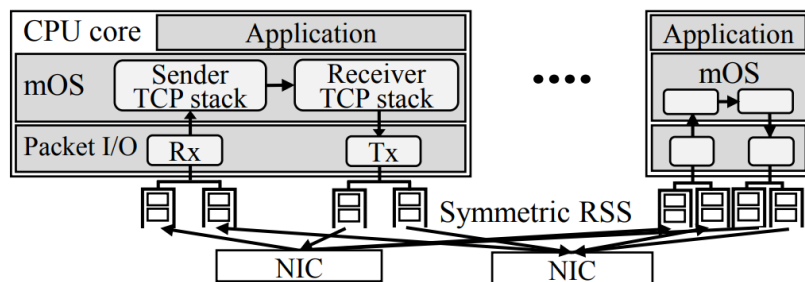 CPU core
Application
mOS
Sender
TCP stack
Receiver
TCP stack
Packet I/O
Rx
Tx
Application
mOS
Symmetric RSS
NIC
NIC